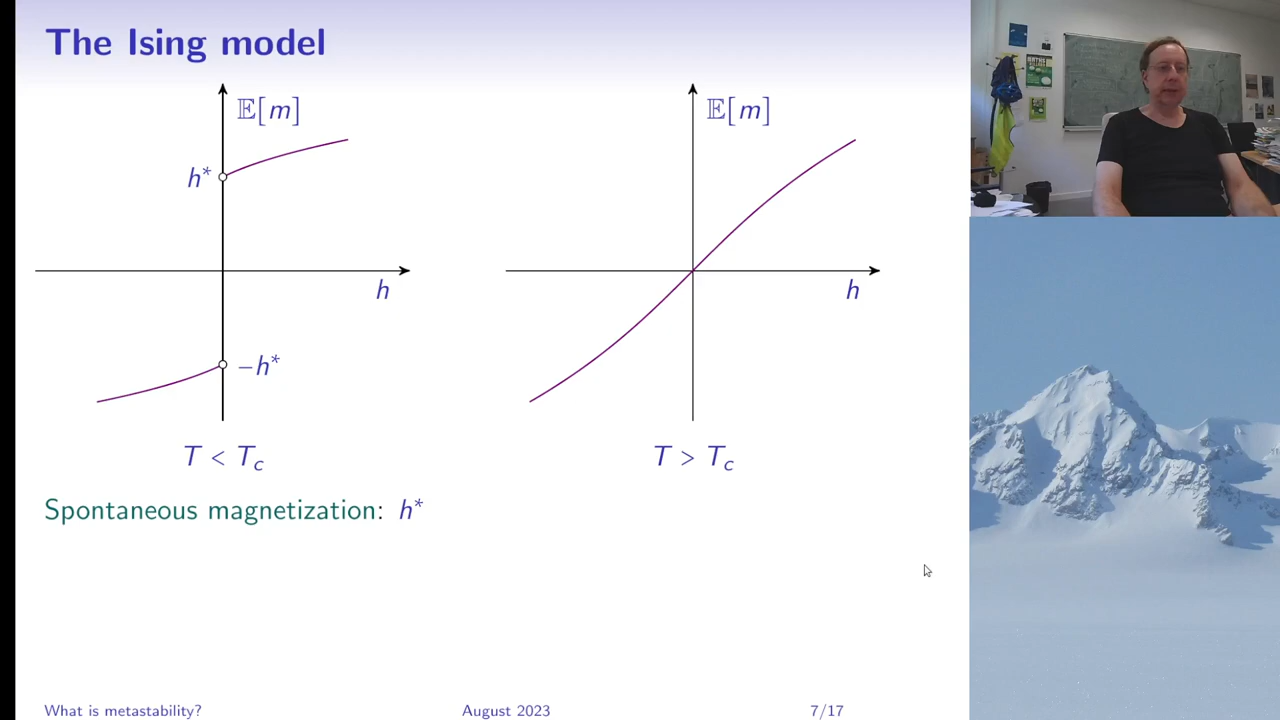 The Ising model
𝔼[m]
h*
h
−h*
T < T_c
𝔼[m]
h
T > T_c
Spontaneous magnetization: h*
What is metastability?
August 2023
7/17